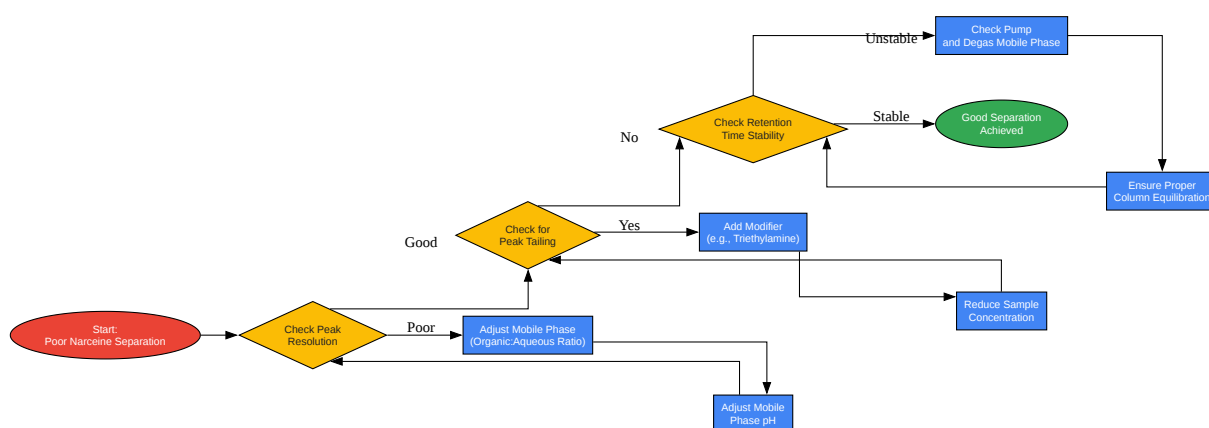 Unstable
Check Pump
and Degas Mobile Phase
Check Retention
Time Stability
Stable
Good Separation
Achieved
No
Ensure Proper
Column Equilibration
Check for
Peak Tailing
Yes
Add Modifier
(e.g., Triethylamine)
Good
Reduce Sample
Concentration
Start:
Poor Narceine Separation
Check Peak
Resolution
Poor
Adjust Mobile Phase
(Organic:Aqueous Ratio)
Adjust Mobile
Phase pH